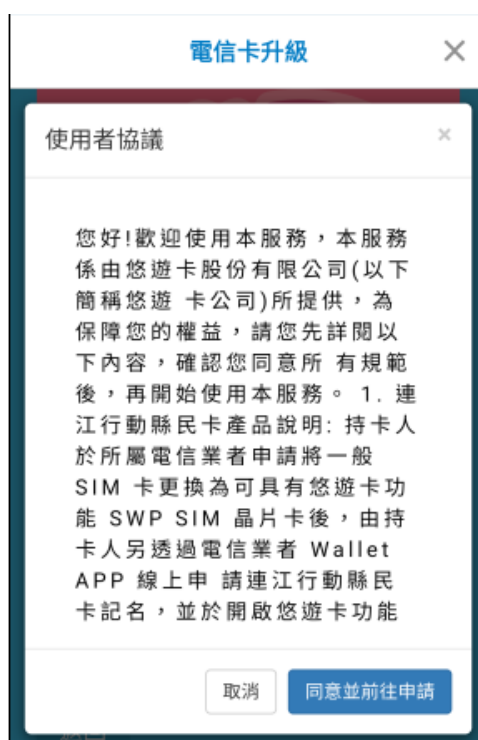 電信卡升級 ×
使用者協議 ×
您好!歡迎使用本服務，本服務
係由悠遊卡股份有限公司(以下
簡稱悠遊 卡公司)所提供，為
保障您的權益，請您先詳閱以
下內容，確認您同意所 有規範
後，再開始使用本服務。 1. 連
江行動縣民卡產品說明: 持卡人
於所屬電信業者申請將一般
SIM 卡更換為可具有悠遊卡功
能 SWP SIM 晶片卡後，由持
卡人另透過電信業者 Wallet
APP 線上申 請連江行動縣民
卡記名，並於開啟悠遊卡功能
取消 同意並前往申請